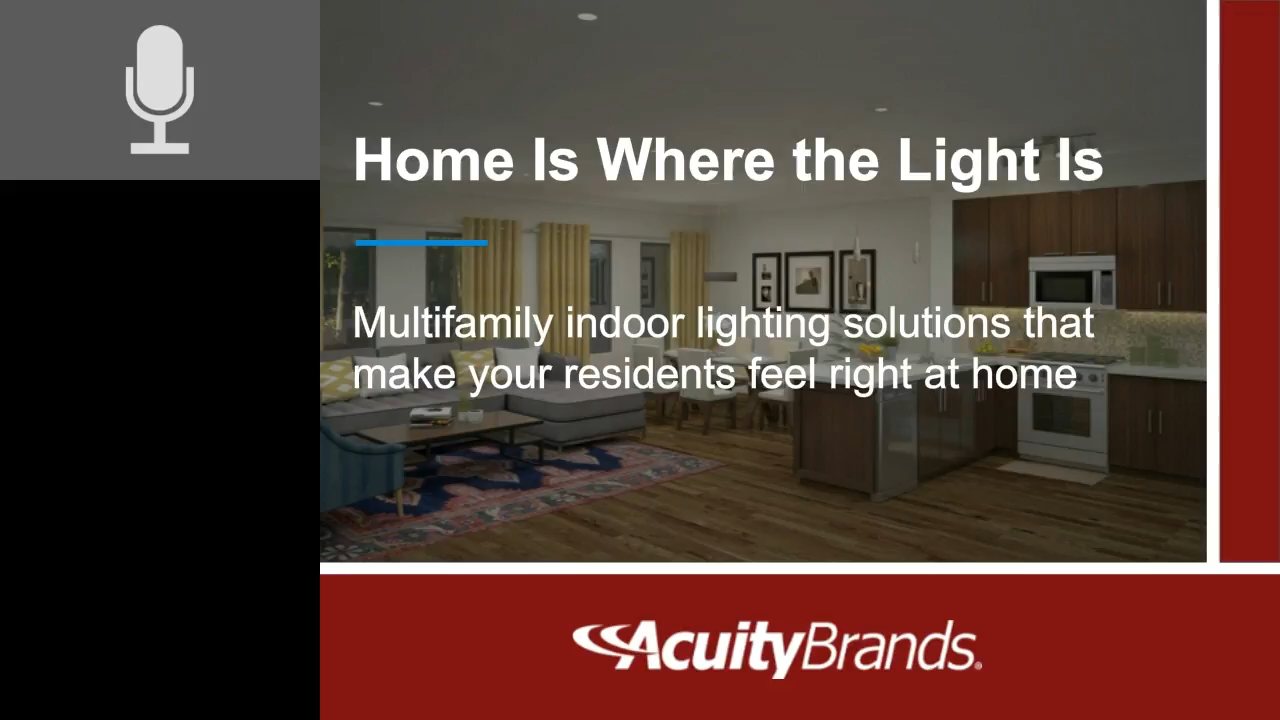 Home Is Where the Light Is
Multifamily indoor lighting solutions that
make your residents feel right at home
AcuityBrands®